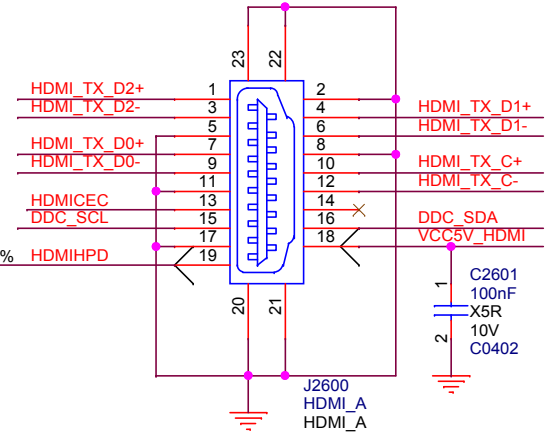 23 22
HDMI_TX_D2+ 1 2
HDMI_TX_D2- 3 4 HDMI_TX_D1+
5 6 HDMI_TX_D1-
HDMI_TX_D0+ 7 8
HDMI_TX_D0- 9 10 HDMI_TX_C+
11 12 HDMI_TX_C-
HDMICEC 13 14
DDC_SCL 15 16 DDC_SDA
17 18 VCC5V_HDMI
% HDMIHPD 19
20 21
1 C2601
100nF
X5R
2 10V
C0402
J2600
HDMI_A
HDMI_A